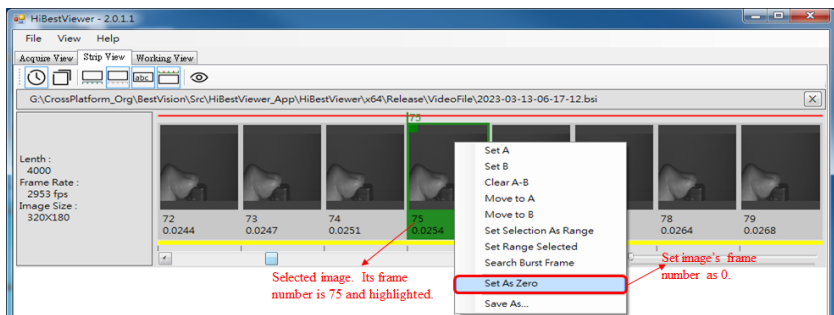 HiBestViewer - 2.0.1.1
File View Help
Acquire View Strip View Working View
abc
G:\CrossPlatform_Org\BestVision\Src\HiBestViewer_App\HiBestViewer\x64\Release\VideoFile\2023-03-13-06-17-12.bsi X
75
Lenth :
4000
Frame Rate :
2953 fps
Image Size :
320X180
72 73 74 75 78 79
0.0244 0.0247 0.0251 0.0254 0.0264 0.0268
Set A
Set B
Clear A-B
Move to A
Move to B
Set Selection As Range
Set Range Selected
Search Burst Frame
Set As Zero
Save As...
Selected image. Its frame
number is 75 and highlighted.
Set image's frame
number as 0.